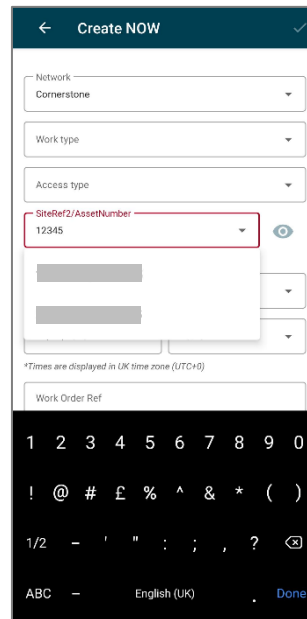 Create NOW
Network
Cornerstone
Work type
Access type
SiteRef2/AssetNumber
12345
*Times are displayed in UK time zone (UTC+0)
Work Order Ref
1 2 3 4 5 6 7 8 9 0
! @ # £ % ^ & * ( )
1/2 - ' " : ; , ?
ABC – English (UK) . Done